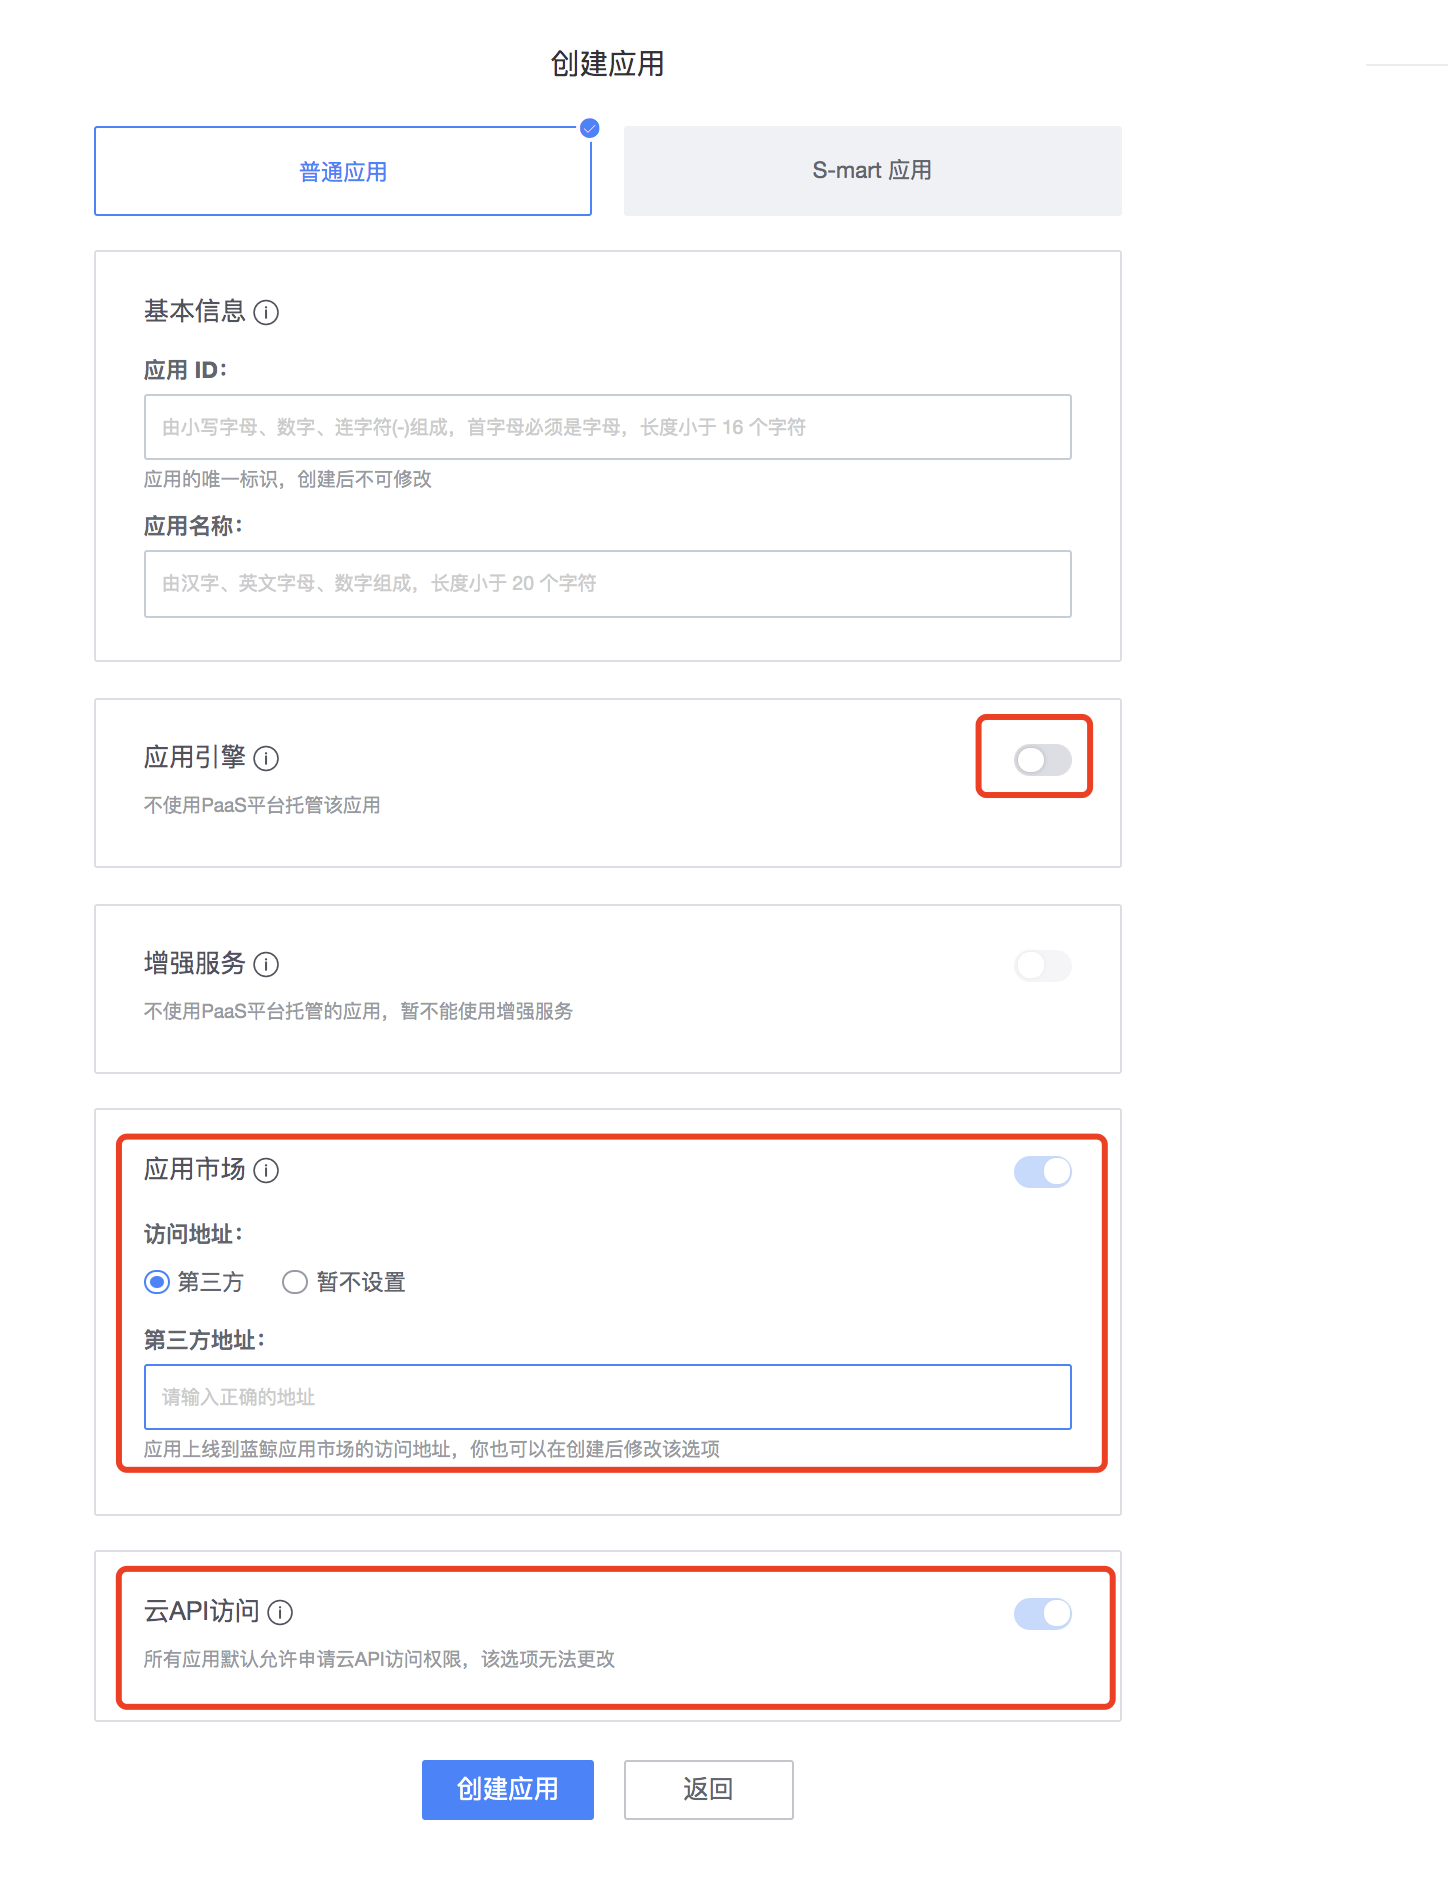 创建应用
普通应用
S-mart 应用
基本信息
应用 ID：
由小写字母、数字、连字符(-)组成，首字母必须是字母，长度小于 16 个字符
应用的唯一标识，创建后不可修改
应用名称：
由汉字、英文字母、数字组成，长度小于 20 个字符
应用引擎
不使用PaaS平台托管该应用
增强服务
不使用PaaS平台托管的应用，暂不能使用增强服务
应用市场
访问地址：
第三方 暂不设置
第三方地址：
请输入正确的地址
应用上线到蓝鲸应用市场的访问地址，你也可以在创建后修改该选项
云API访问
所有应用默认允许申请云API访问权限，该选项无法更改
创建应用 返回